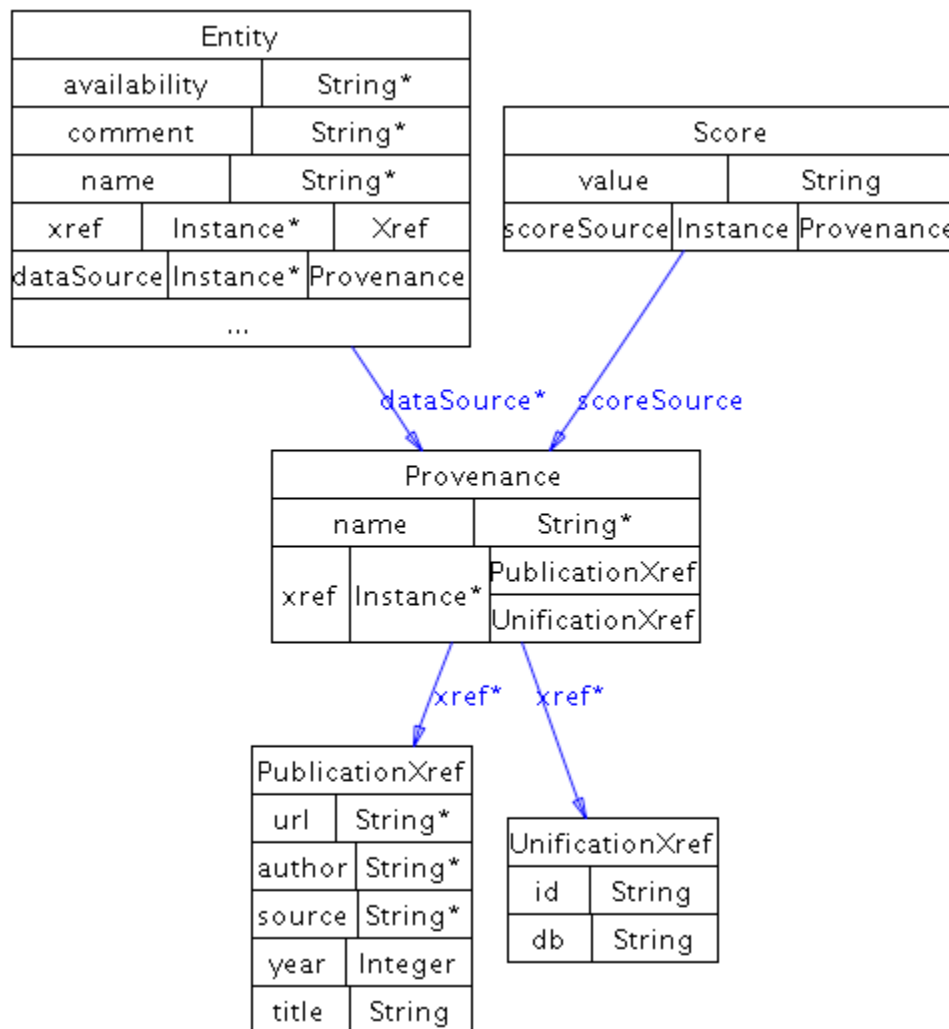 Entity
availability String*
comment String*
name String*
xref Instance* Xref
dataSource Instance* Provenance
...
Score
value String
scoreSource Instance Provenance
dataSource* scoreSource
Provenance
name String*
xref Instance* PublicationXref
UnificationXref
xref* xref*
PublicationXref
url String*
author String*
source String*
year Integer
title String
UnificationXref
id String
db String